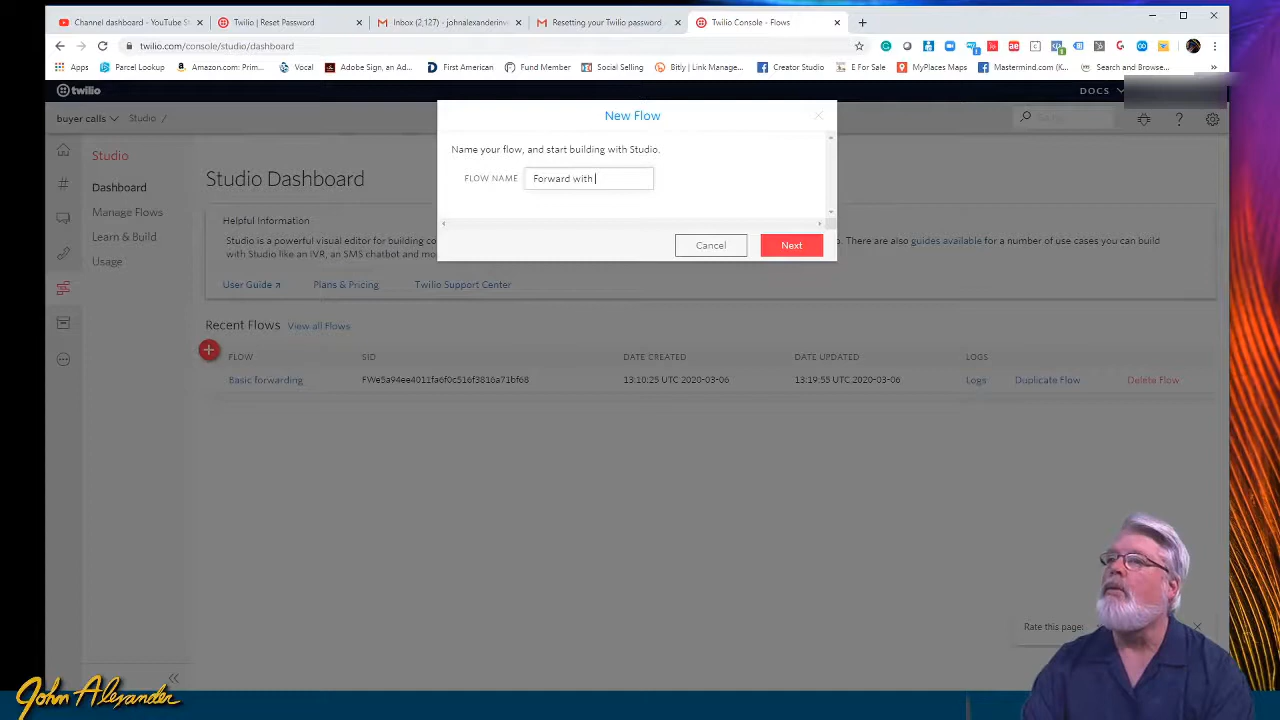 Channel dashboard - YouTube St
Twilio | Reset Password
Inbox (2,127) - johnalexanderw
Resetting your Twilio password
Twilio Console - Flows
twilio.com/console/studio/dashboard
Apps
Parcel Lookup
Amazon.com: Prim...
Vocal
Adobe Sign, an Ad...
First American
Fund Member
Social Selling
Bitly | Link Manage...
Creator Studio
E For Sale
MyPlaces Maps
Mastermind.com (K...
Search and Browse...
twilio
DOCS
buyer calls
Studio /
Studio
Dashboard
Manage Flows
Learn & Build
Usage
New Flow
Name your flow, and start building with Studio.
FLOW NAME
Forward with
Cancel
Next
Studio Dashboard
Helpful Information
Studio is a powerful visual editor for building co
. There are also guides available for a number of use cases you can build
with Studio like an IVR, an SMS chatbot and mo
User Guide
Plans & Pricing
Twilio Support Center
Recent Flows
View all Flows
FLOW
SID
DATE CREATED
DATE UPDATED
LOGS
Basic forwarding
FWe5a94ee4011fa6f0c516f3816a71bf68
13:10:25 UTC 2020-03-06
13:19:55 UTC 2020-03-06
Logs
Duplicate Flow
Delete Flow
Rate this page:
John Alexander